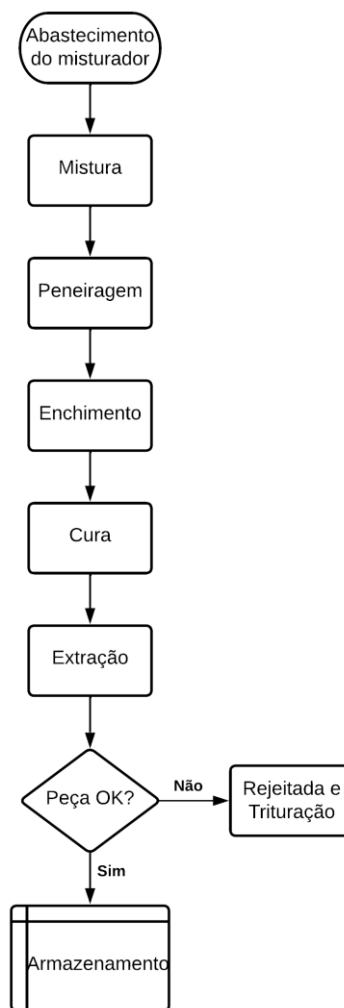 Abastecimento
do misturador
Mistura
Peneiragem
Enchimento
Cura
Extração
Peça OK?
Não
Rejeitada e
Trituração
Sim
Armazenamento